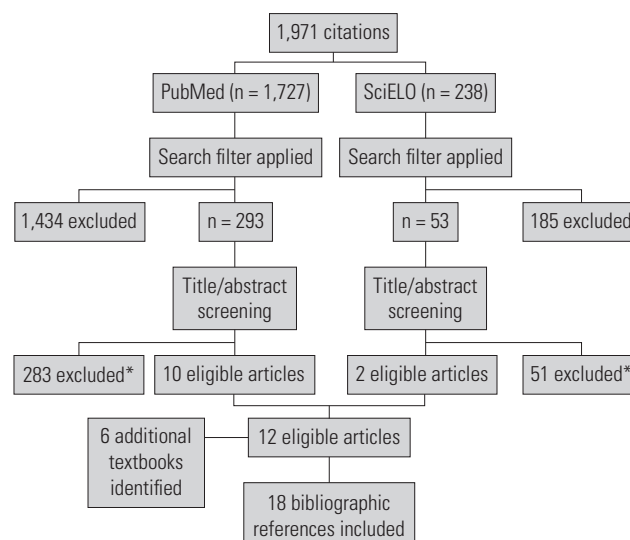 1,971 citations
PubMed (n = 1,727)
SciELO (n = 238)
Search filter applied
Search filter applied
1,434 excluded
n = 293
n = 53
185 excluded
Title/abstract
screening
Title/abstract
screening
283 excluded*
10 eligible articles
2 eligible articles
51 excluded*
6 additional
textbooks
identified
12 eligible articles
18 bibliographic
references included